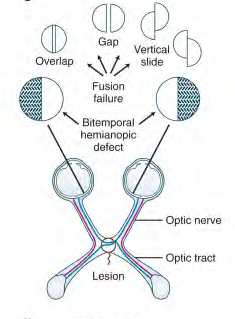 Gap
Overlap
Vertical
slide
Fusion
failure
Bitemporal
hemianopic
defect
Optic nerve
Optic tract
Lesion